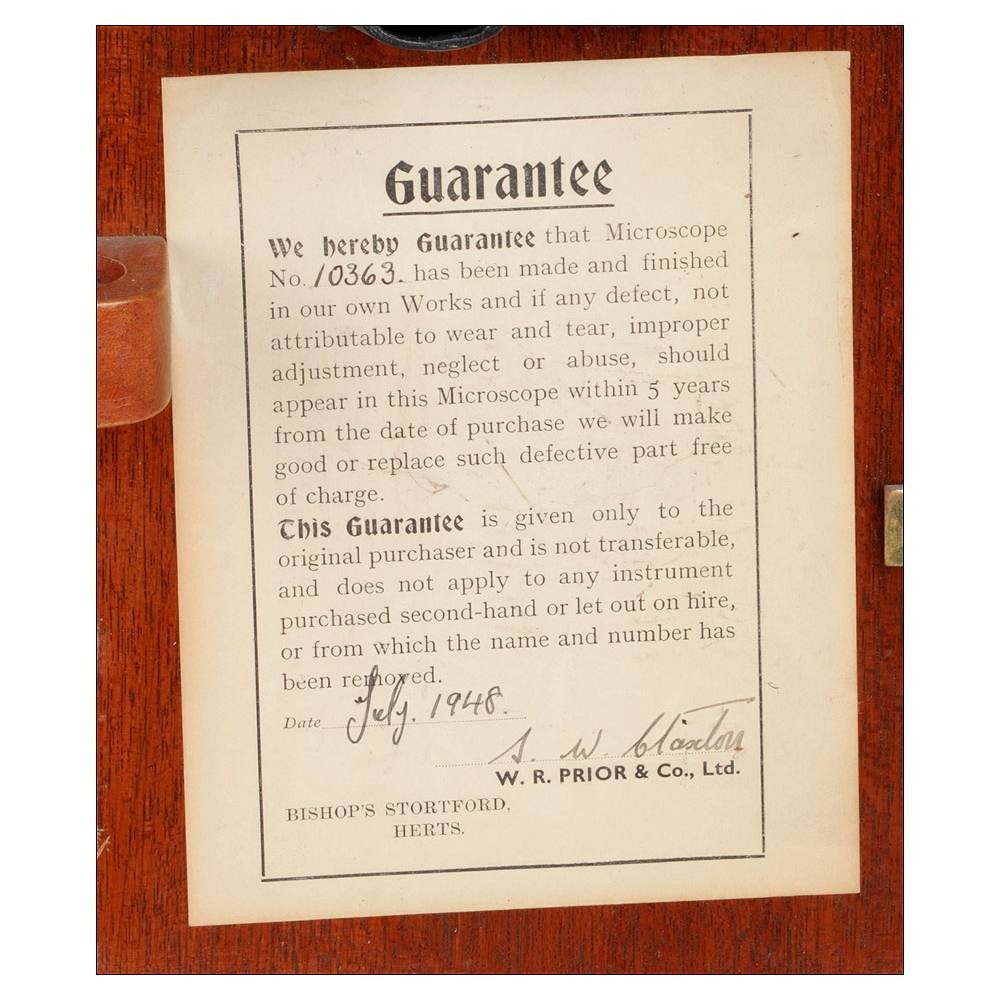 Guarantee
We hereby Guarantee that Microscope
No. 10363. has been made and finished
in our own Works and if any defect, not
attributable to wear and tear, improper
adjustment, neglect or abuse, should
appear in this Microscope within 5 years
from the date of purchase we will make
good or replace such defective part free
of charge.
This Guarantee is given only to the
original purchaser and is not transferable,
and does not apply to any instrument
purchased second-hand or let out on hire,
or from which the name and number has
been removed.
Date July. 1948.
S. W. Claxton
W. R. PRIOR & Co., Ltd.
BISHOP'S STORTFORD,
HERTS.